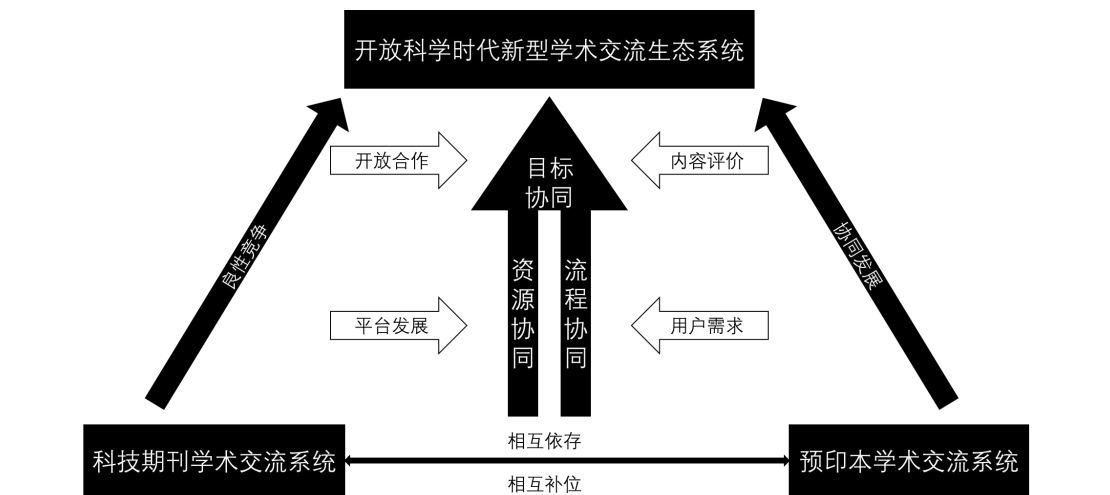 开放科学时代新型学术交流生态系统
开放合作
目标
协同
内容评价
良性竞争
协同发展
资源协同
流程协同
平台发展
用户需求
相互依存
科技期刊学术交流系统
预印本学术交流系统
相互补位